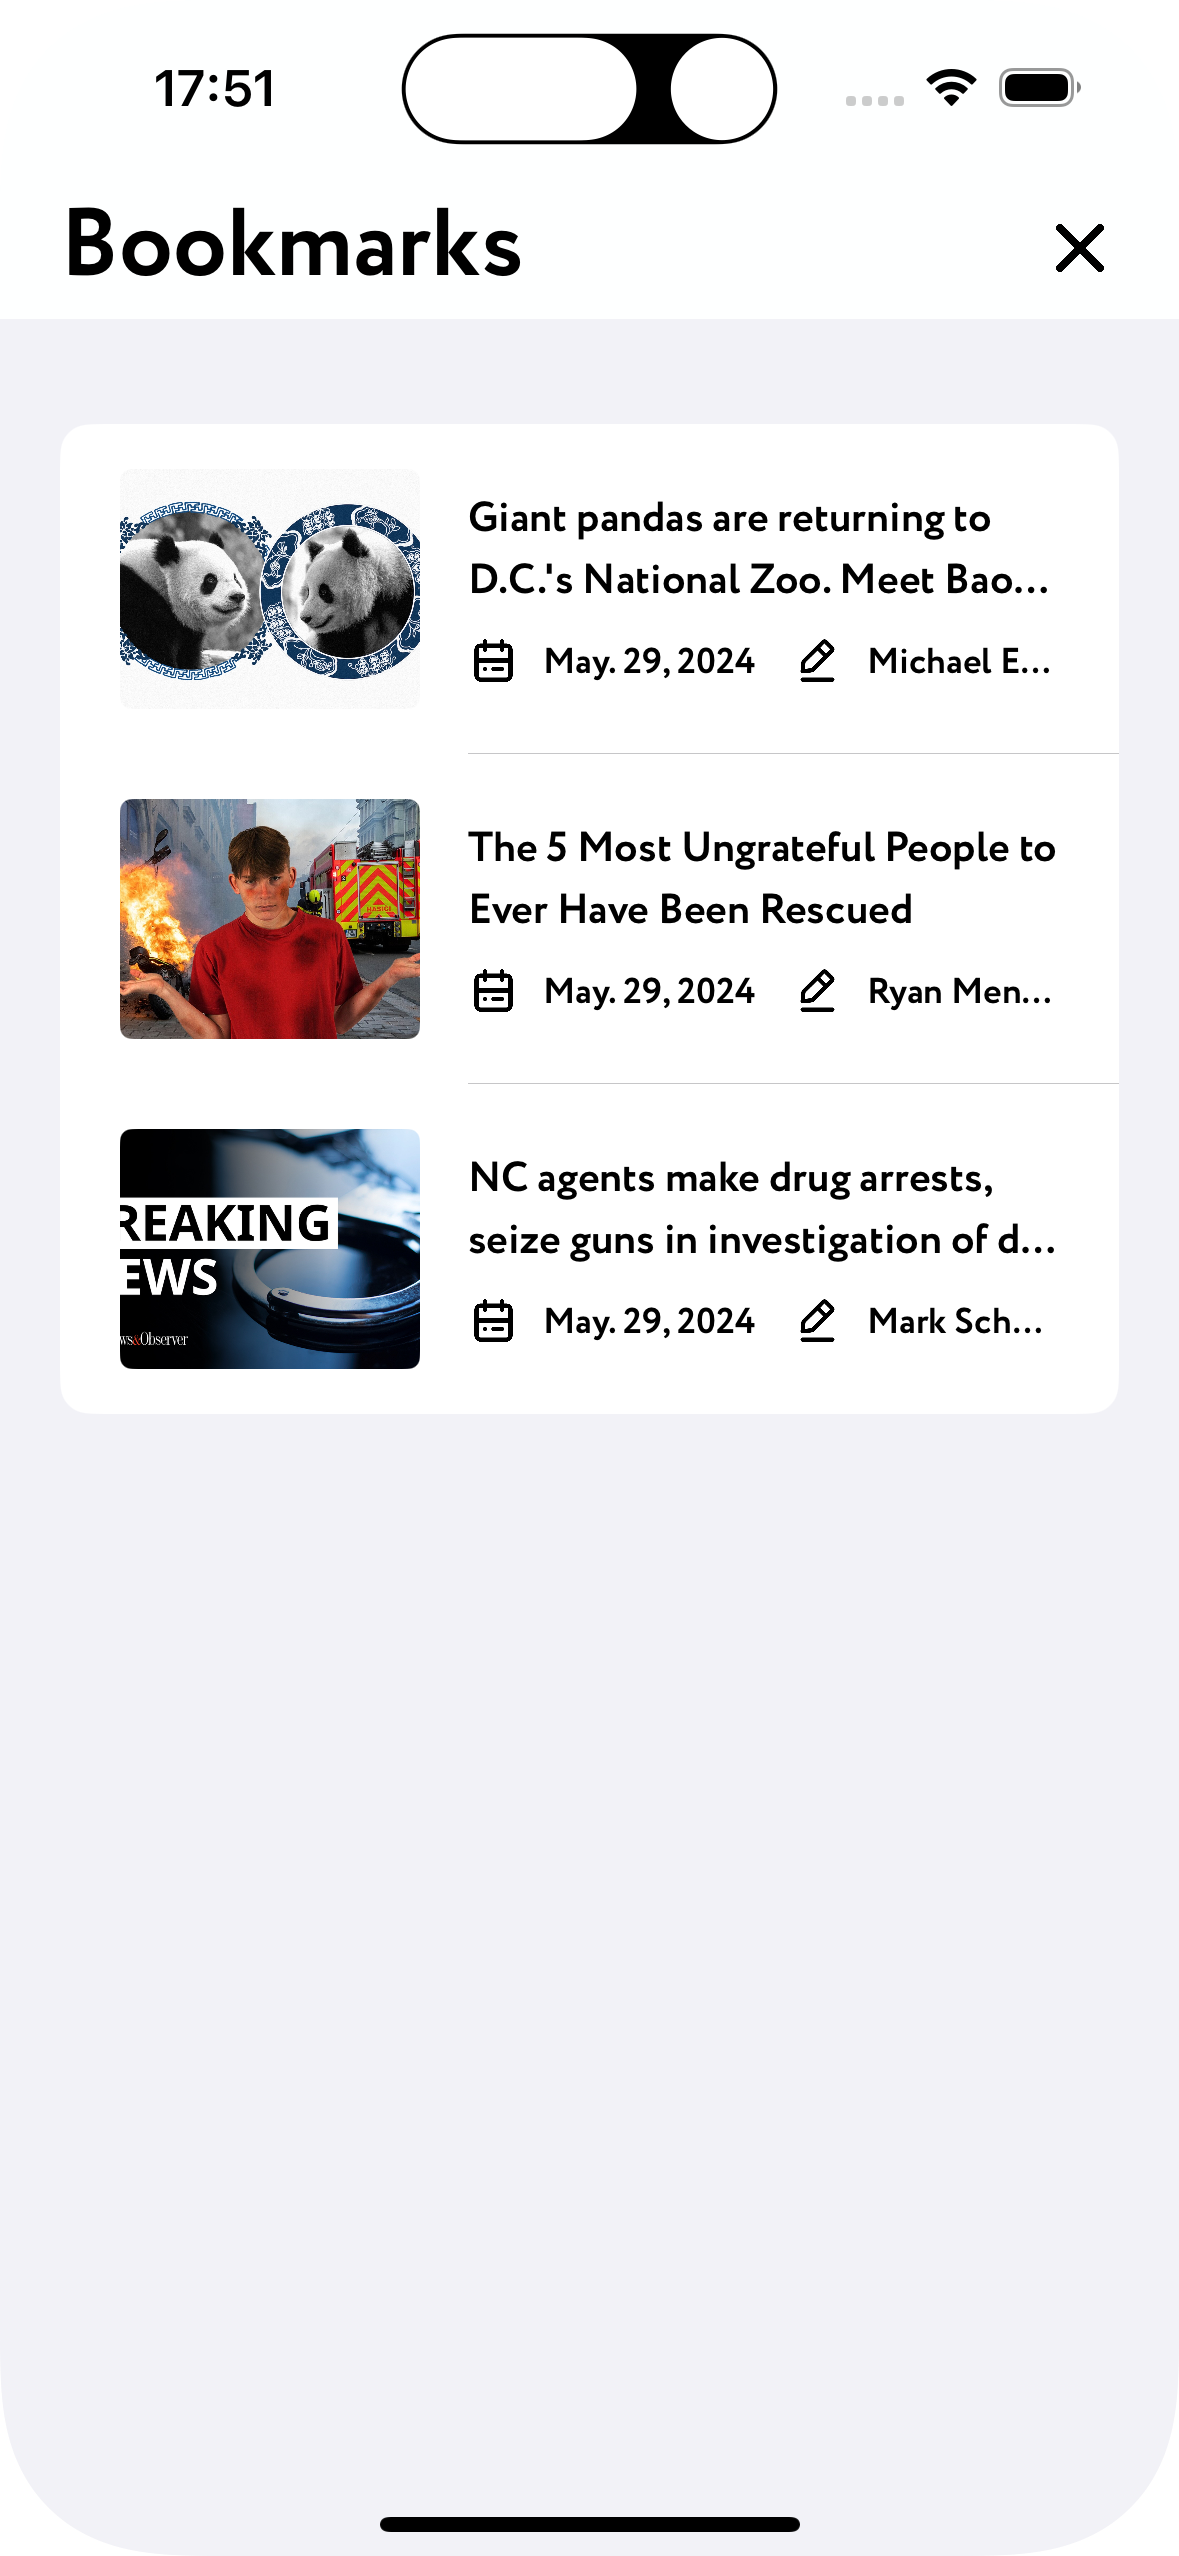 17:51
Bookmarks
Giant pandas are returning to
D.C.'s National Zoo. Meet Bao...
May. 29, 2024 Michael E...
HASICI
The 5 Most Ungrateful People to
Ever Have Been Rescued
May. 29, 2024 Ryan Men...
REAKING
EWS
ws&Observer
NC agents make drug arrests,
seize guns in investigation of d...
May. 29, 2024 Mark Sch...